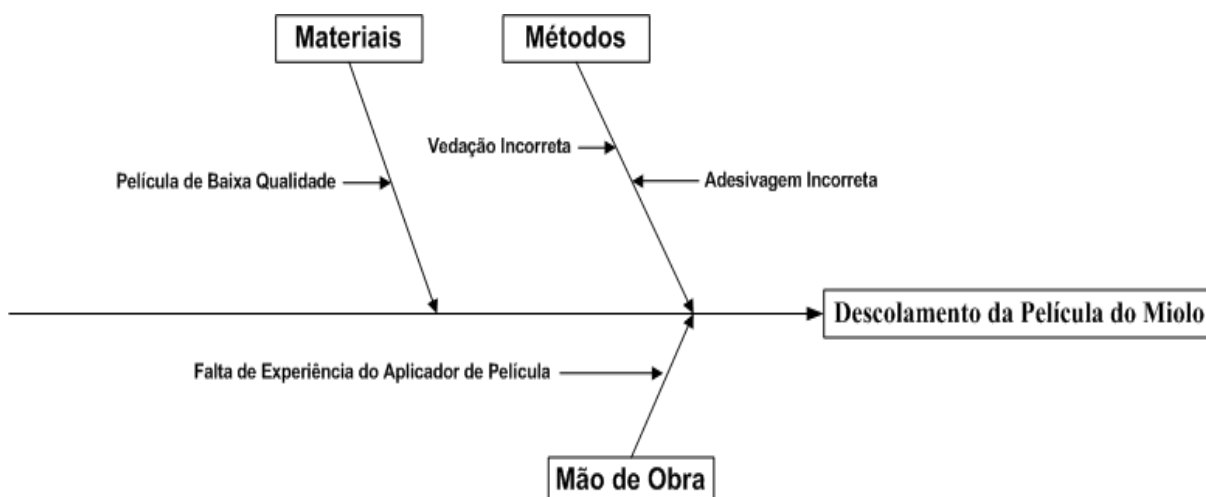 Materiais
Métodos
Vedação Incorreta
Película de Baixa Qualidade
Adesivagem Incorreta
Descolamento da Película do Miolo
Falta de Experiência do Aplicador de Película
Mão de Obra